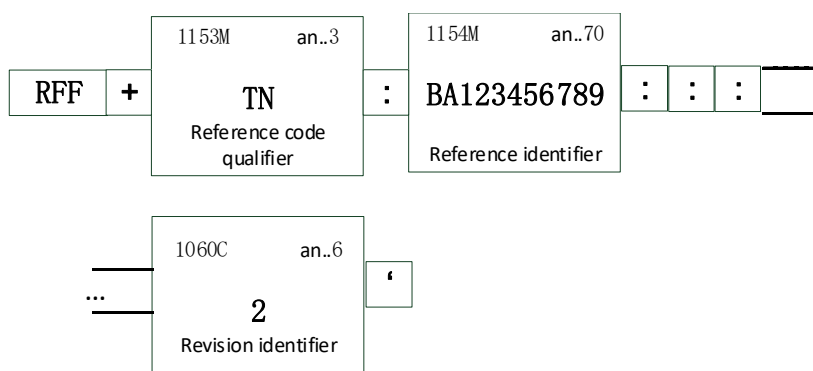 1153M an..3 1154M an..70
RFF + TN : BA123456789 : : :
Reference code
qualifier
Reference identifier
1060C an..6
... 2 ‘
Revision identifier